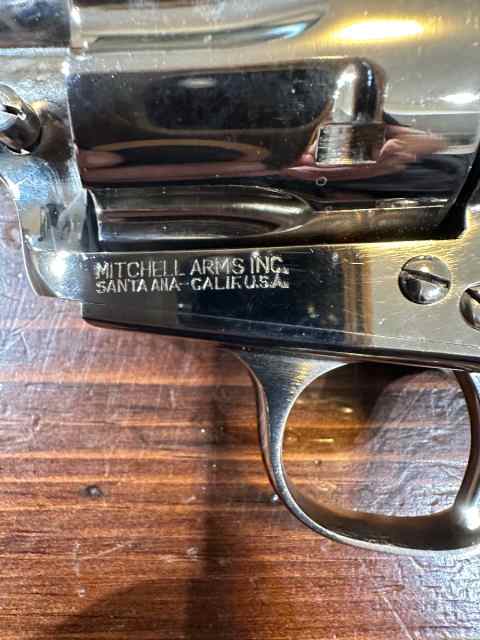 MITCHELL ARMS INC.
SANTA ANA - CALIF. U.S.A.